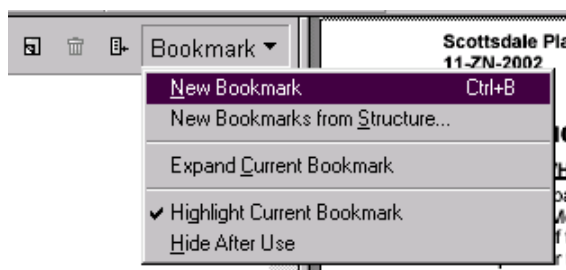 Bookmark
Scottsdale
11-ZN-2002
New Bookmark Ctrl+B
New Bookmarks from Structure...
Expand Current Bookmark
Highlight Current Bookmark
Hide After Use